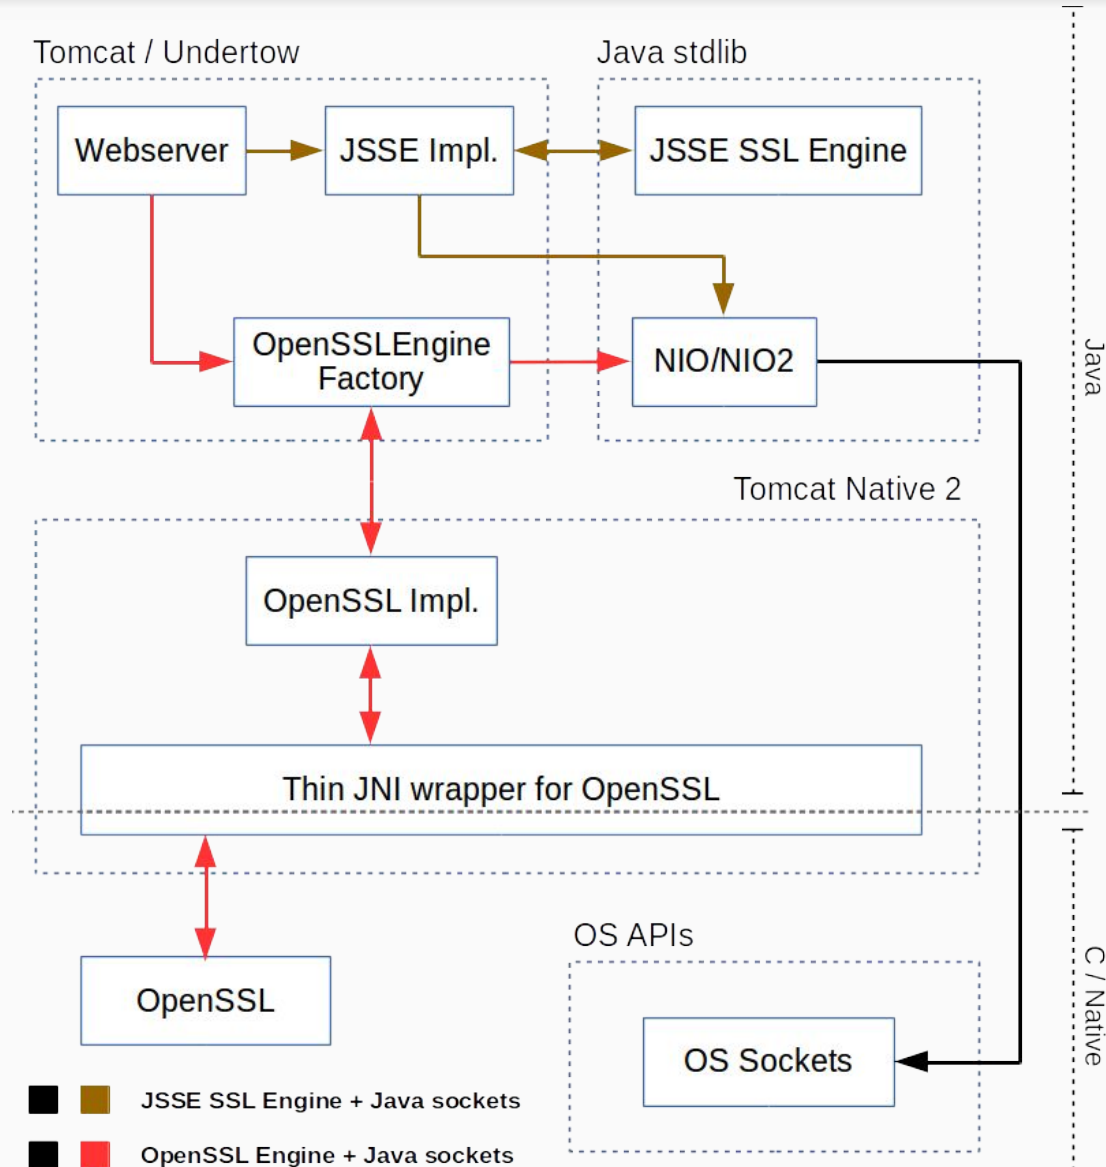 Tomcat / Undertow
Java stdlib
Webserver
JSSE Impl.
JSSE SSL Engine
OpenSSLEngine
Factory
NIO/NIO2
Java
Tomcat Native 2
OpenSSL Impl.
Thin JNI wrapper for OpenSSL
OS APIs
C / Native
OpenSSL
OS Sockets
JSSE SSL Engine + Java sockets
OpenSSL Engine + Java sockets